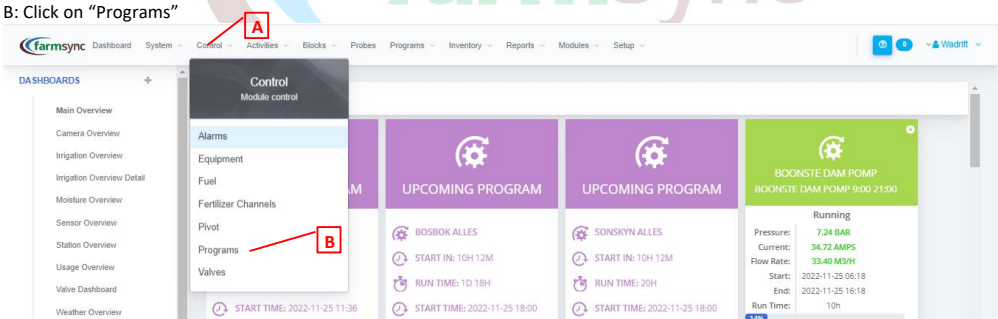 B: Click on “Programs”
A
farmsync
Dashboard System Control Activities Blocks Probes Programs Inventory Reports Modules Setup 0 Wadrift
DASHBOARDS +
Main Overview
Camera Overview
Irrigation Overview
Irrigation Overview Detail
Moisture Overview
Sensor Overview
Station Overview
Usage Overview
Valve Dashboard
Weather Overview
Control
Module control
Alarms
Equipment
Fuel
Fertilizer Channels
Pivot
Programs
Valves
B
START TIME: 2022-11-25 11:36
UPCOMING PROGRAM
BOSBOK ALLES
START IN: 10H 12M
RUN TIME: 1D 18H
START TIME: 2022-11-25 18:00
UPCOMING PROGRAM
SONSKYN ALLES
START IN: 10H 12M
RUN TIME: 20H
START TIME: 2022-11-25 18:00
BOONSTE DAM POMP
BOONSTE DAM POMP 9:00 21:00
Running
Pressure: 7.24 BAR
Current: 34.72 AMPS
Flow Rate: 33.40 M3/H
Start: 2022-11-25 06:18
End: 2022-11-25 16:18
Run Time: 10h
14%